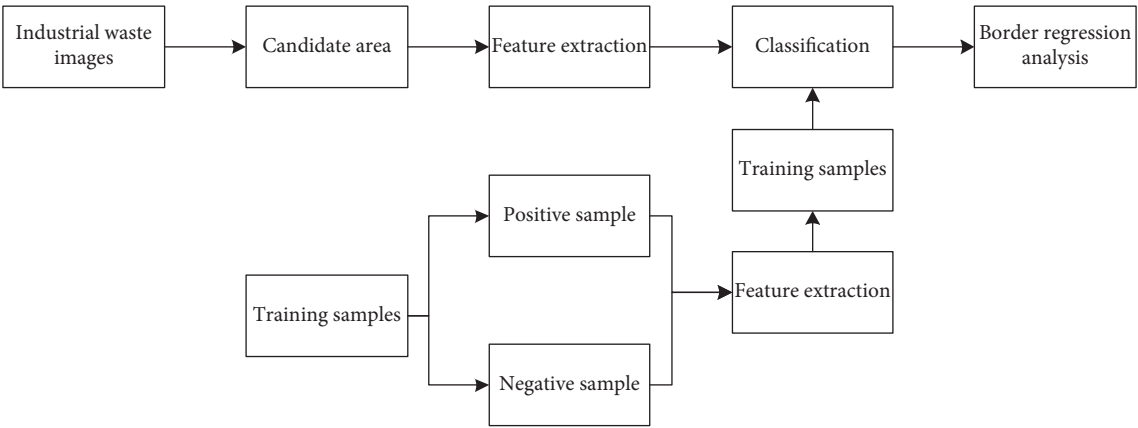 Industrial waste
images
Candidate area
Feature extraction
Classification
Border regression
analysis
Training samples
Positive sample
Training samples
Feature extraction
Negative sample